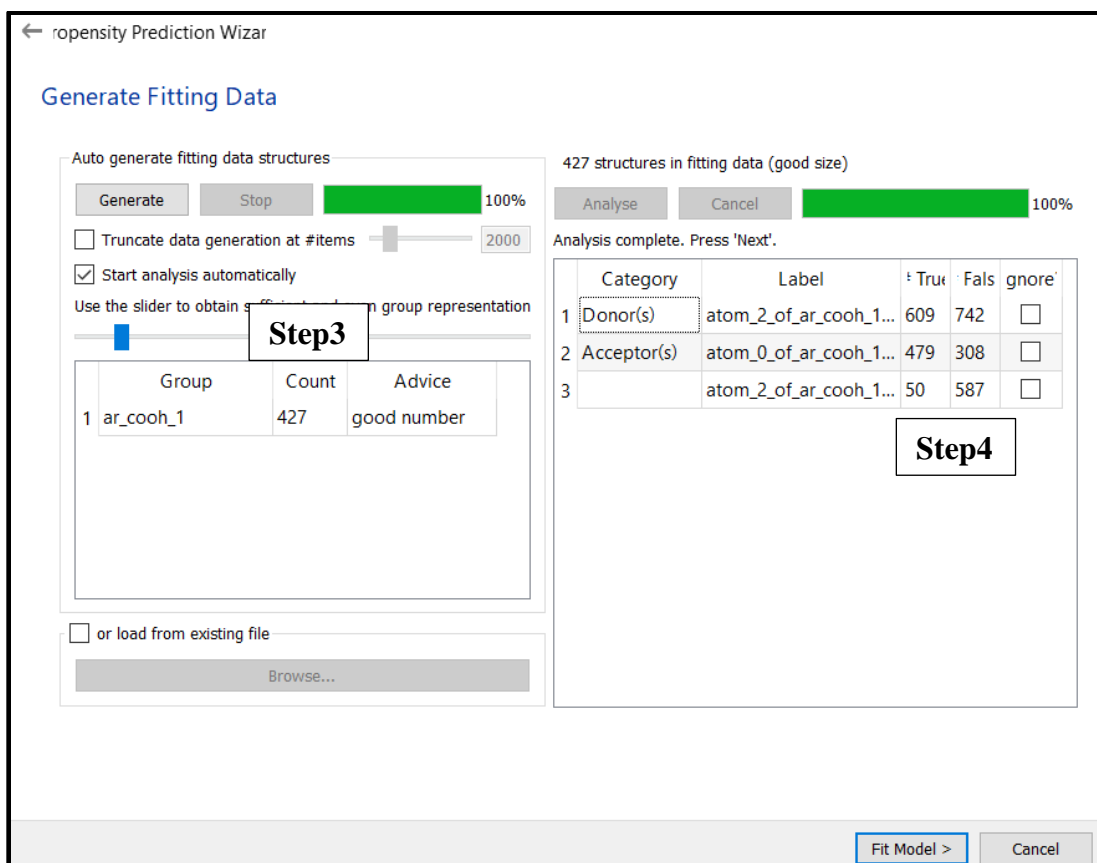 ← ropensity Prediction Wizar
Generate Fitting Data
Auto generate fitting data structures
Generate Stop 100%
Truncate data generation at #items 2000
Start analysis automatically
Use the slider to obtain group representation
Step3
Group Count Advice
1 ar_cooh_1 427 good number
or load from existing file
Browse...
427 structures in fitting data (good size)
Analyse Cancel 100%
Analysis complete. Press 'Next'.
Category Label True Fals gnore
1 Donor(s) atom_2_of_ar_cooh_1... 609 742
2 Acceptor(s) atom_0_of_ar_cooh_1... 479 308
3 atom_2_of_ar_cooh_1... 50 587
Step4
Fit Model > Cancel